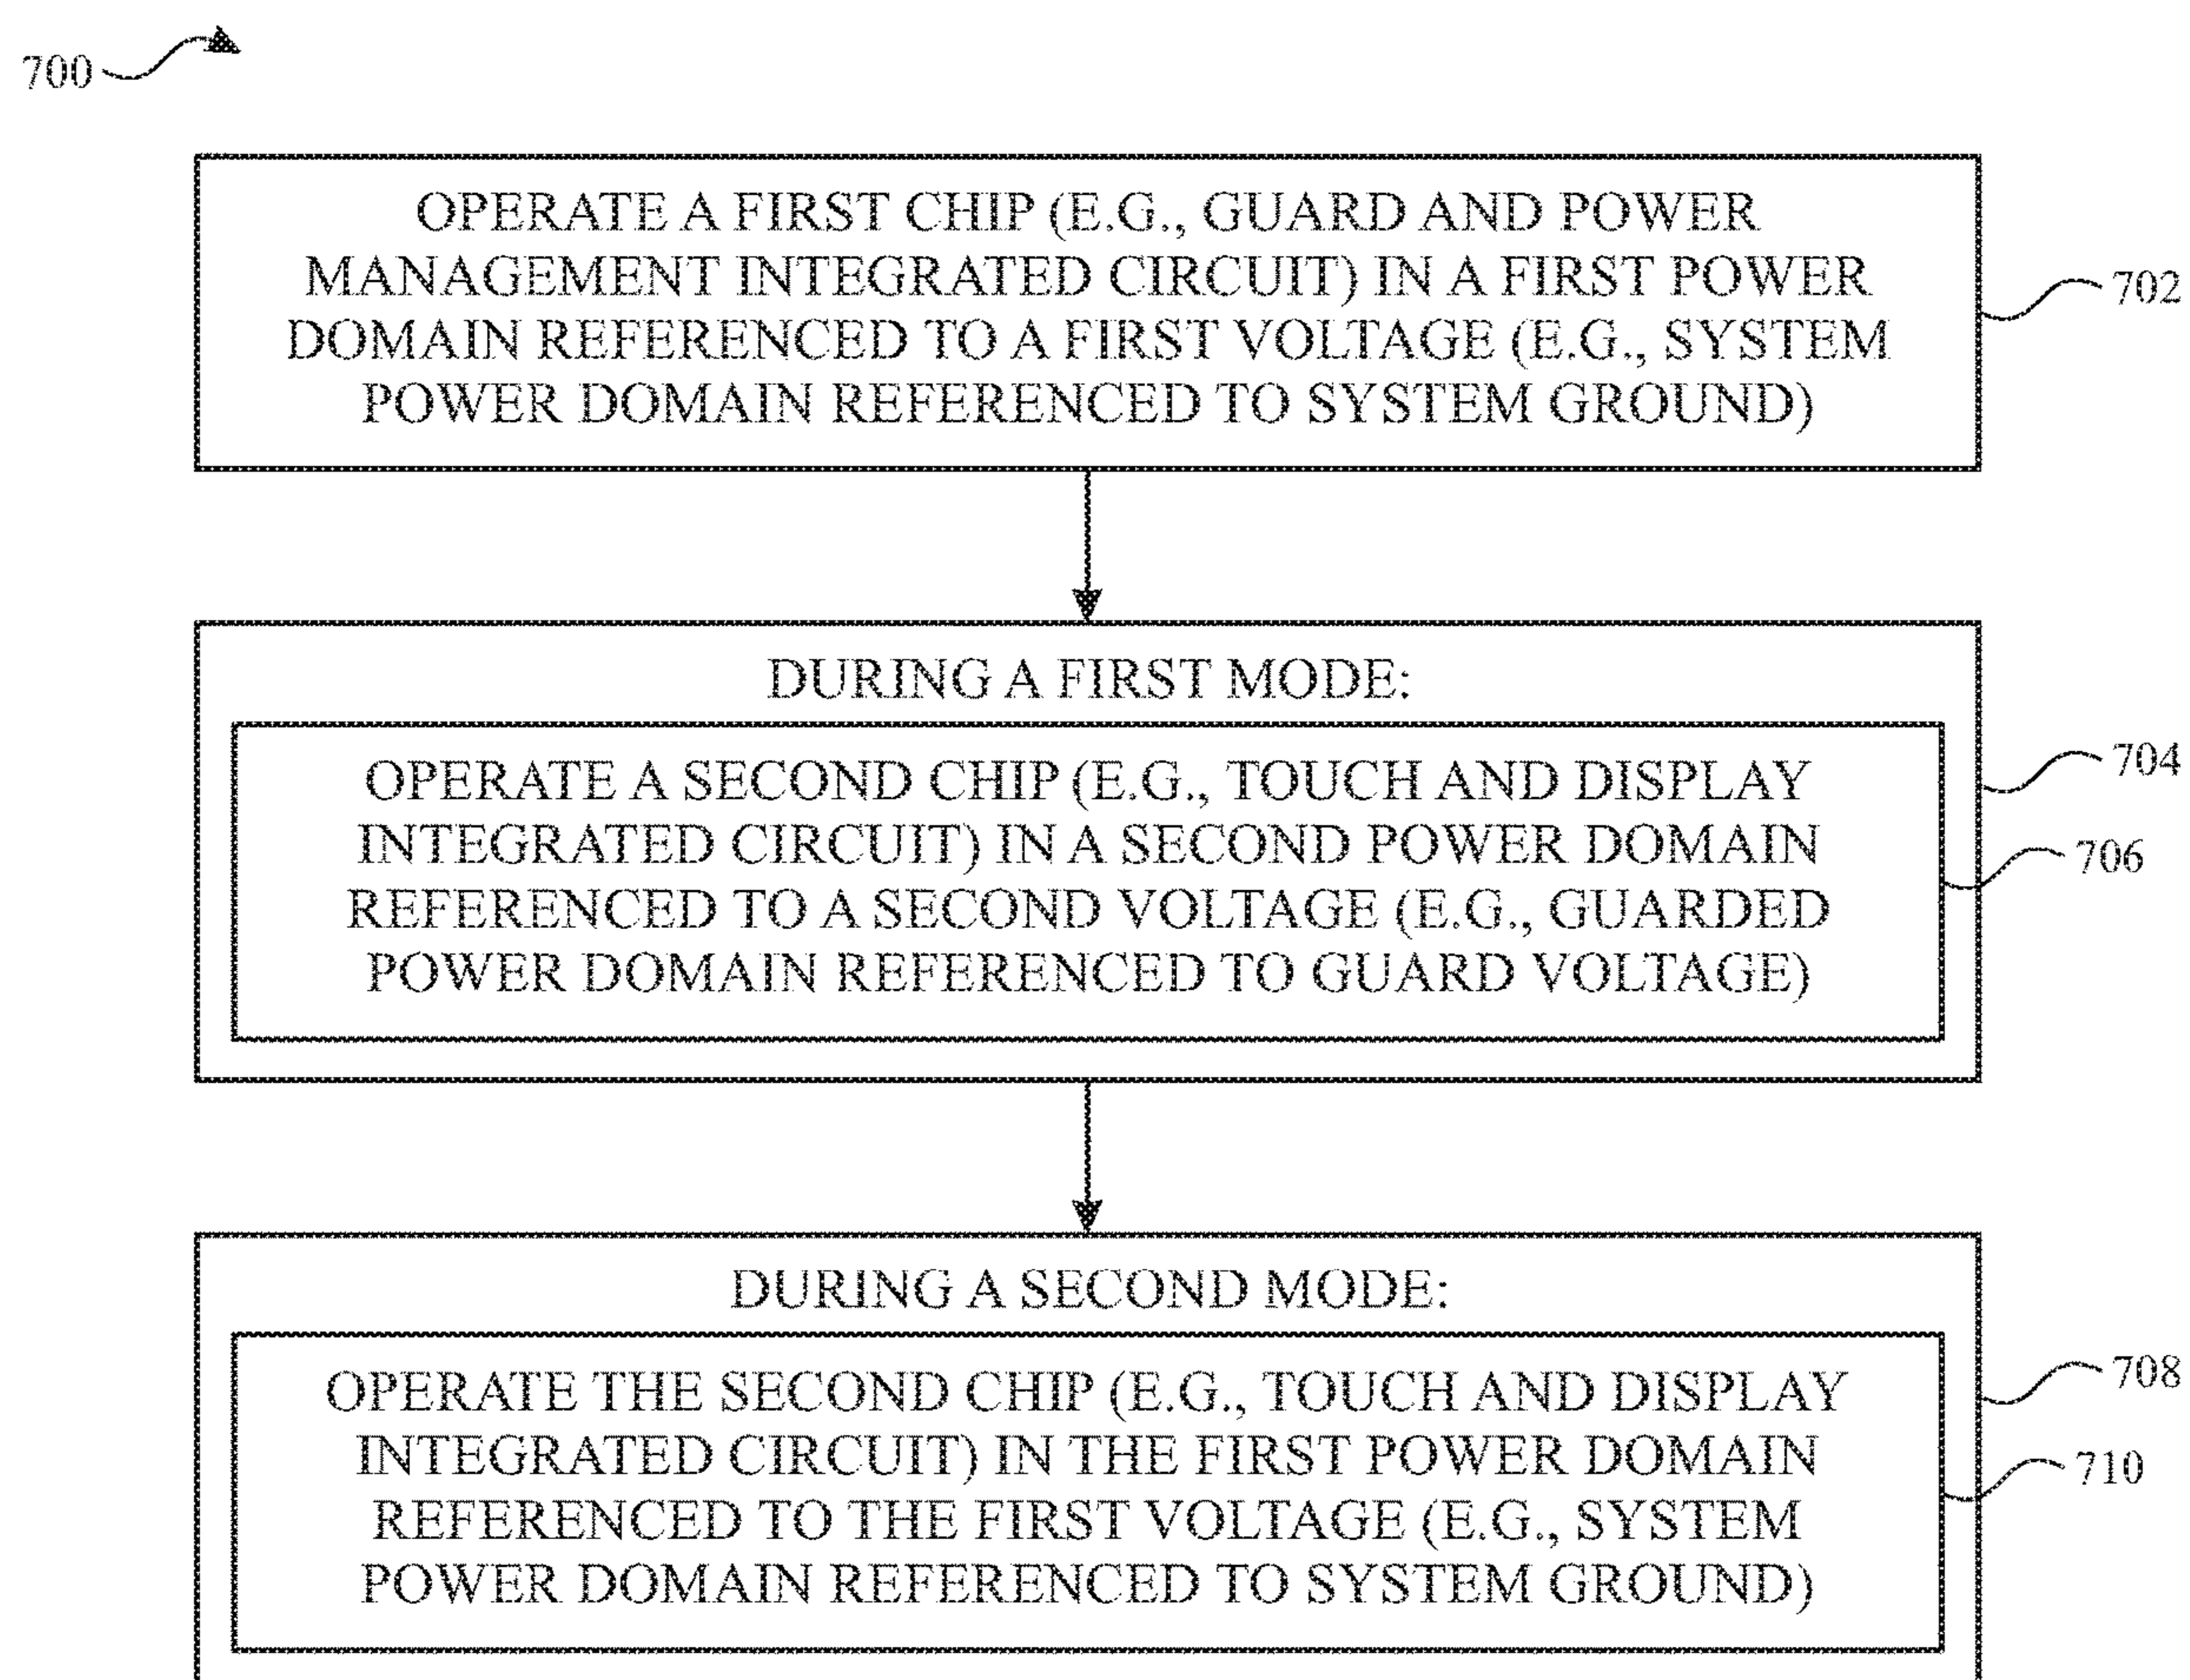 700
OPERATE A FIRST CHIP (E.G., GUARD AND POWER
MANAGEMENT INTEGRATED CIRCUIT) IN A FIRST POWER
DOMAIN REFERENCED TO A FIRST VOLTAGE (E.G., SYSTEM
POWER DOMAIN REFERENCED TO SYSTEM GROUND)
702
DURING A FIRST MODE:
704
OPERATE A SECOND CHIP (E.G., TOUCH AND DISPLAY
INTEGRATED CIRCUIT) IN A SECOND POWER DOMAIN
REFERENCED TO A SECOND VOLTAGE (E.G., GUARDED
POWER DOMAIN REFERENCED TO GUARD VOLTAGE)
706
DURING A SECOND MODE:
708
OPERATE THE SECOND CHIP (E.G., TOUCH AND DISPLAY
INTEGRATED CIRCUIT) IN THE FIRST POWER DOMAIN
REFERENCED TO THE FIRST VOLTAGE (E.G., SYSTEM
POWER DOMAIN REFERENCED TO SYSTEM GROUND)
710